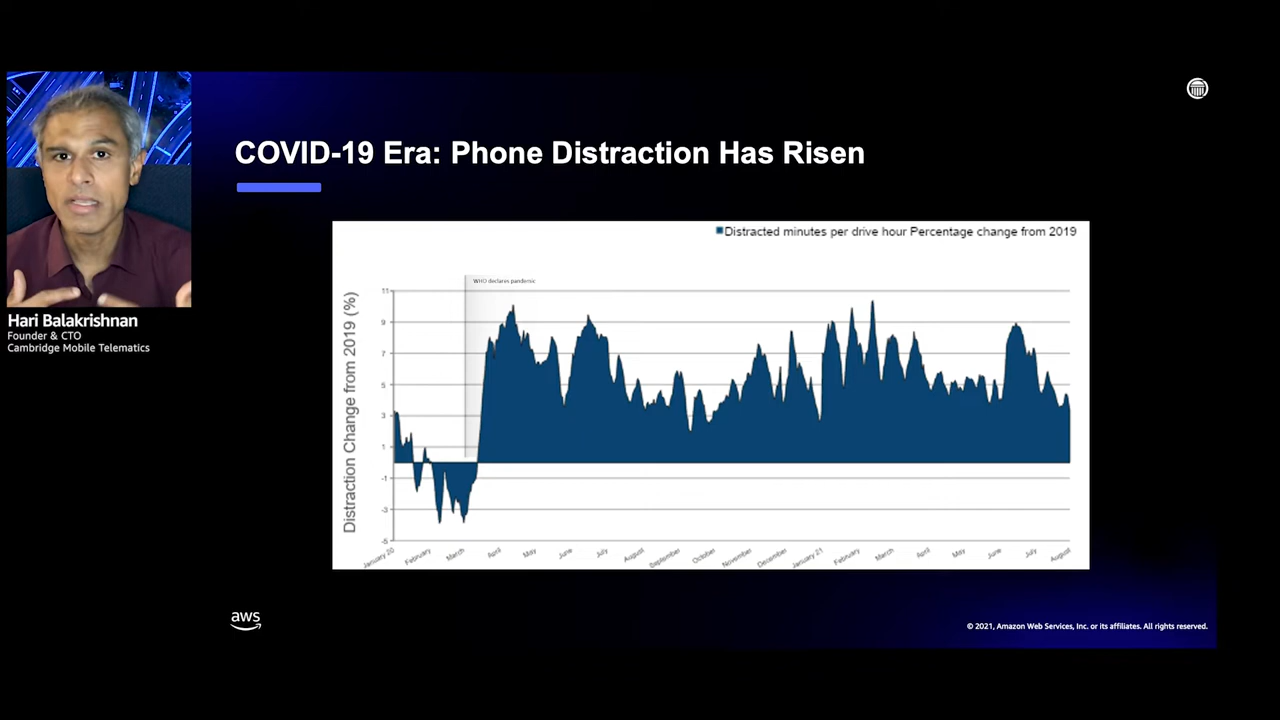 COVID-19 Era: Phone Distraction Has Risen
Hari Balakrishnan
Founder & CTO
Cambridge Mobile Telematics
Distracted minutes per drive hour Percentage change from 2019
WHO declares pandemic
Distraction Change from 2019 (%)
11
9
7
5
3
1
-1
-3
-5
January 20
February
March
April
May
June
July
August
September
October
November
December
January 21
February
March
April
May
June
July
August
aws
© 2021, Amazon Web Services, Inc. or its affiliates. All rights reserved.